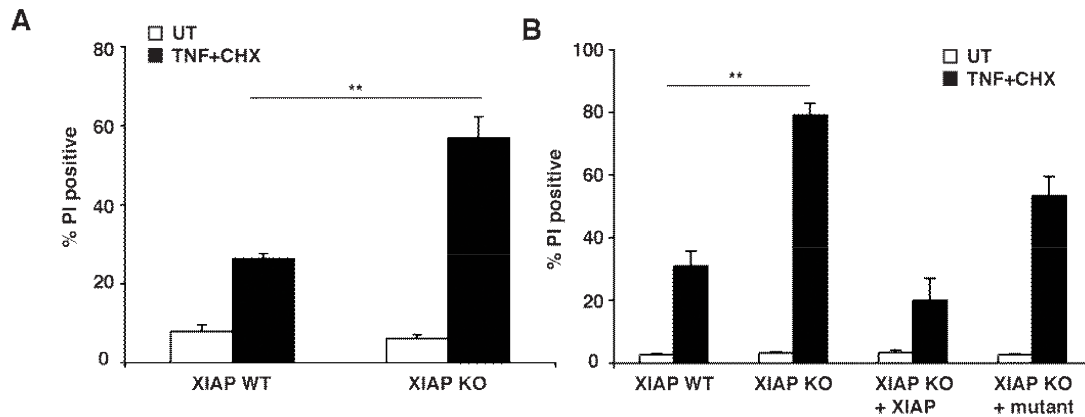 A
UT
TNF+CHX
80
60
40
20
0
% PI positive
**
XIAP WT
XIAP KO
B
UT
TNF+CHX
100
80
60
40
20
0
% PI positive
**
XIAP WT
XIAP KO
XIAP KO
+ XIAP
XIAP KO
+ mutant